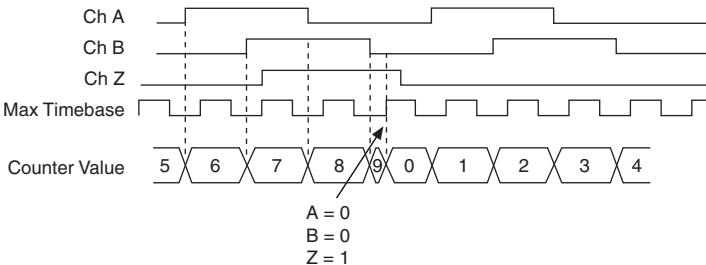 Ch A
Ch B
Ch Z
Max Timebase
Counter Value 5 6 7 8 9 0 1 2 3 4
A = 0
B = 0
Z = 1